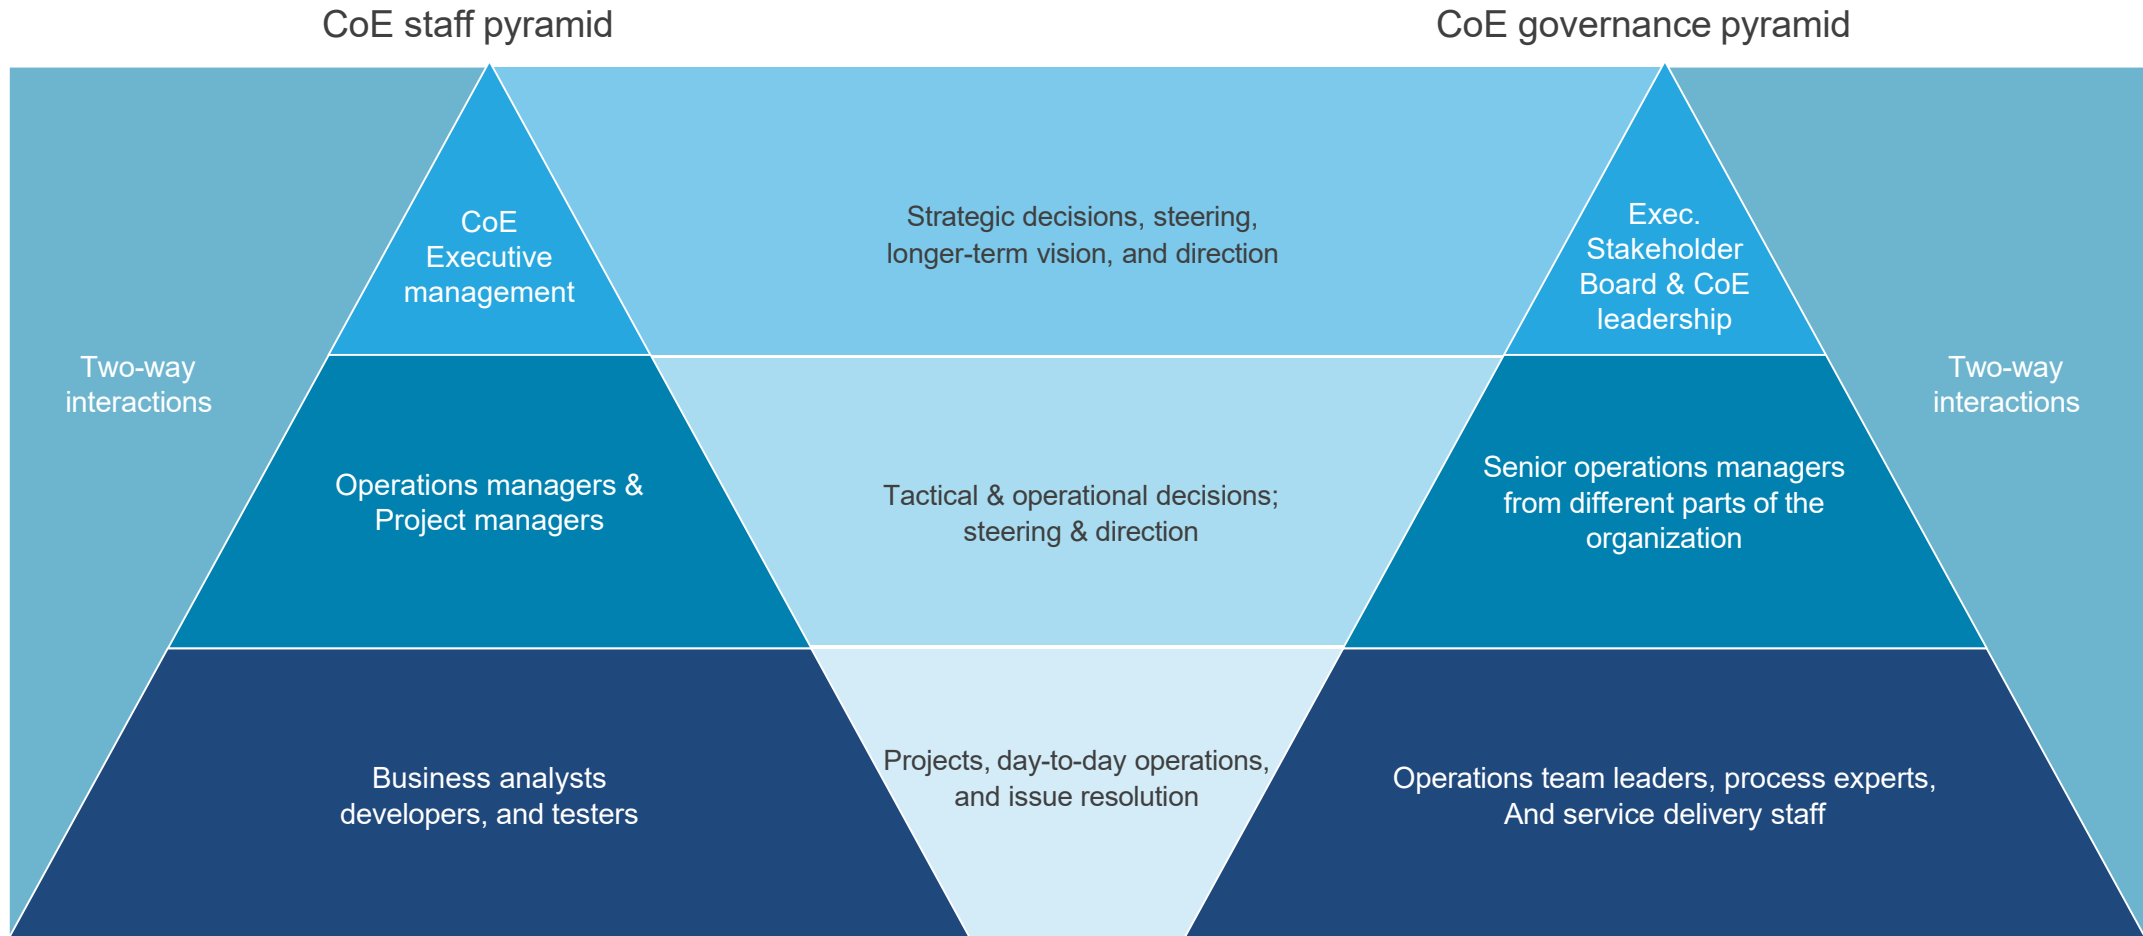 CoE staff pyramid
CoE governance pyramid
CoE
Executive
management
Strategic decisions, steering,
longer-term vision, and direction
Exec.
Stakeholder
Board & CoE
leadership
Two-way
interactions
Two-way
interactions
Operations managers &
Project managers
Tactical & operational decisions;
steering & direction
Senior operations managers
from different parts of the
organization
Business analysts
developers, and testers
Projects, day-to-day operations,
and issue resolution
Operations team leaders, process experts,
And service delivery staff